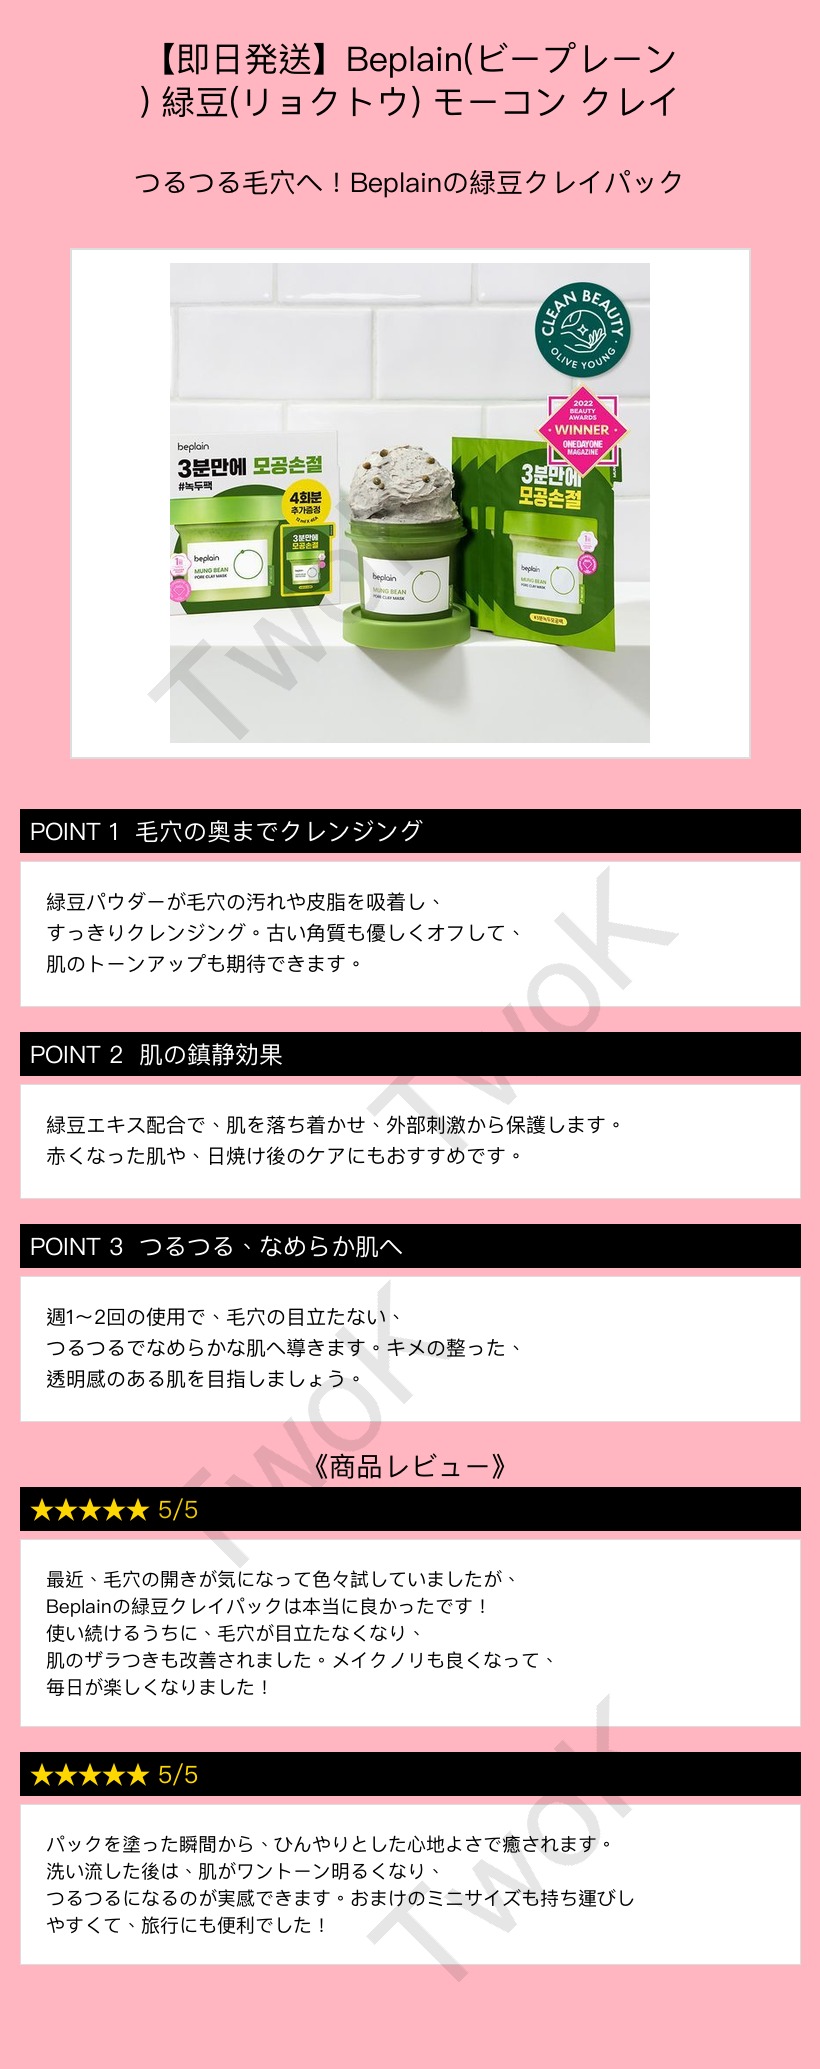 【即日発送】Beplain(ビープレーン
) 緑豆(リョクトウ) モーコン クレイ
つるつる毛穴へ！Beplainの緑豆クレイパック
CLEAN BEAUTY
OLIVE YOUNG
2022
BEAUTY
AWARDS
WINNER
ONEDAYONE
MAGAZINE
beplain
3분만에 모공손절
#녹두팩
4회분
추가증정
3분만에
모공손절
beplain
MUNG BEAN
PORE CLAY MASK
beplain
MUNG BEAN
PORE CLAY MASK
3분만에
모공손절
beplain
MUNG BEAN
PORE CLAY MASK
#3분녹두모공팩
TwoK
POINT 1 毛穴の奥までクレンジング
緑豆パウダーが毛穴の汚れや皮脂を吸着し、
すっきりクレンジング。古い角質も優しくオフして、
肌のトーンアップも期待できます。
TwoK
POINT 2 肌の鎮静効果
緑豆エキス配合で、肌を落ち着かせ、外部刺激から保護します。
赤くなった肌や、日焼け後のケアにもおすすめです。
POINT 3 つるつる、なめらか肌へ
週1～2回の使用で、毛穴の目立たない、
つるつるでなめらかな肌へ導きます。キメの整った、
透明感のある肌を目指しましょう。
TwoK
《商品レビュー》
★★★★★ 5/5
最近、毛穴の開きが気になって色々試していましたが、
Beplainの緑豆クレイパックは本当に良かったです！
使い続けるうちに、毛穴が目立たなくなり、
肌のザラつきも改善されました。メイクノリも良くなって、
毎日が楽しくなりました！
★★★★★ 5/5
パックを塗った瞬間から、ひんやりとした心地よさで癒されます。
洗い流した後は、肌がワントーン明るくなり、
つるつるになるのが実感できます。おまけのミニサイズも持ち運びし
やすくて、旅行にも便利でした！
TwoK